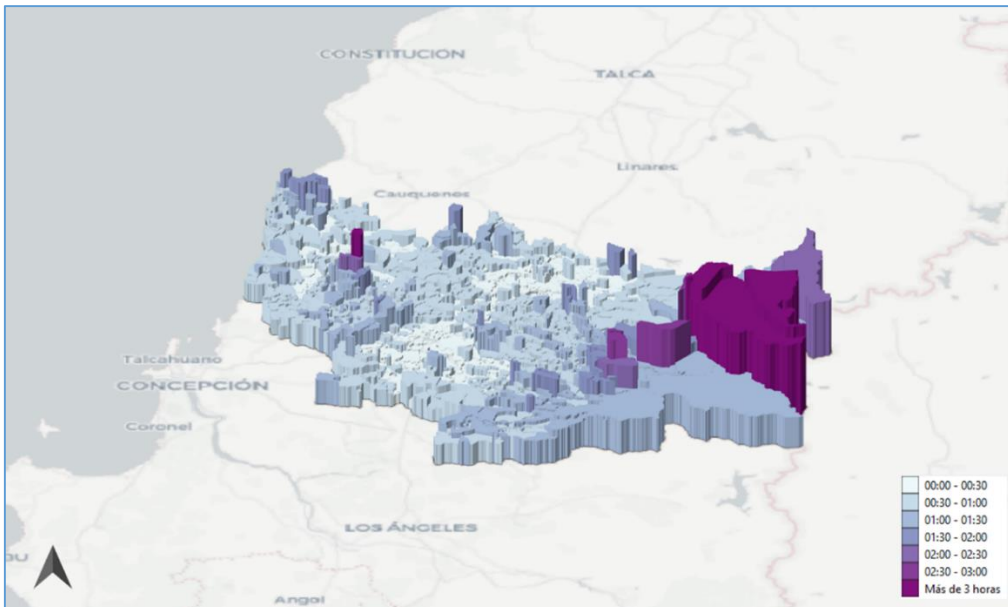 CONSTITUCION
TALCA
Linares
Cauquenes
Talcahuano
CONCEPCIÓN
Coronel
LOS ÁNGELES
OU
Angol
00:00 - 00:30
00:30 - 01:00
01:00 - 01:30
01:30 - 02:00
02:00 - 02:30
02:30 - 03:00
Más de 3 horas